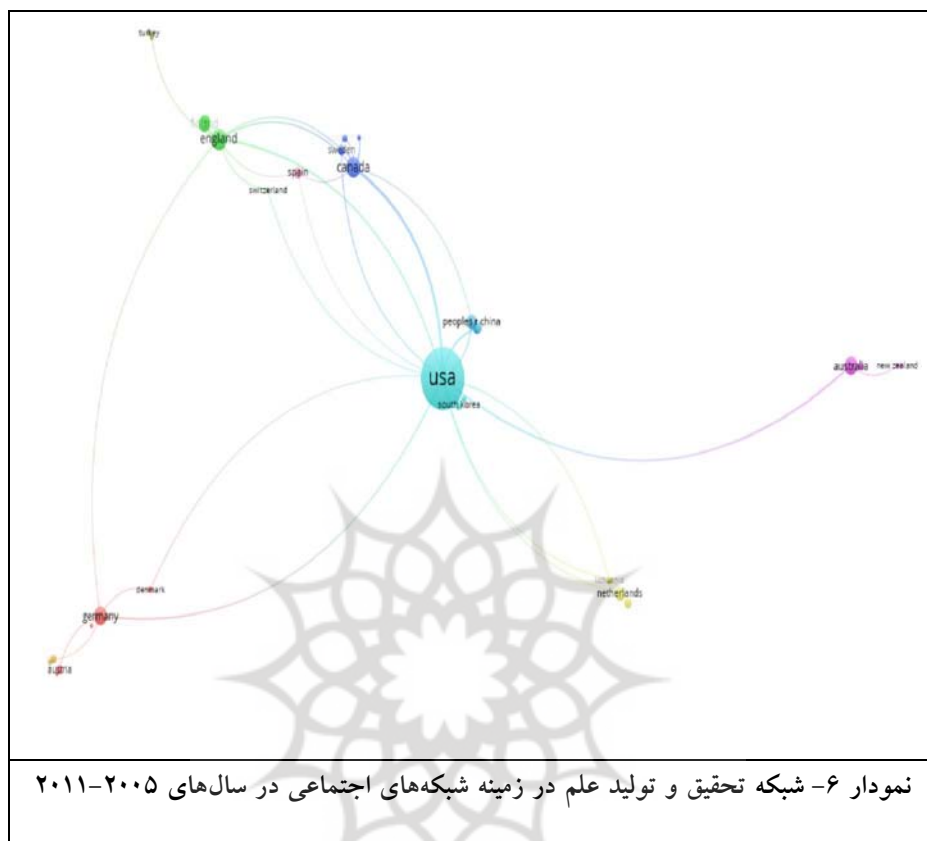 turkey
england
sweden
canada
spain
switzerland
peoples r china
usa
south korea
australia
new zealand
denmark
netherlands
germany
austria
نمودار ۶- شبکه تحقیق و تولید علم در زمینه شبکه‌های اجتماعی در سال‌های ۲۰۰۵-۲۰۱۱